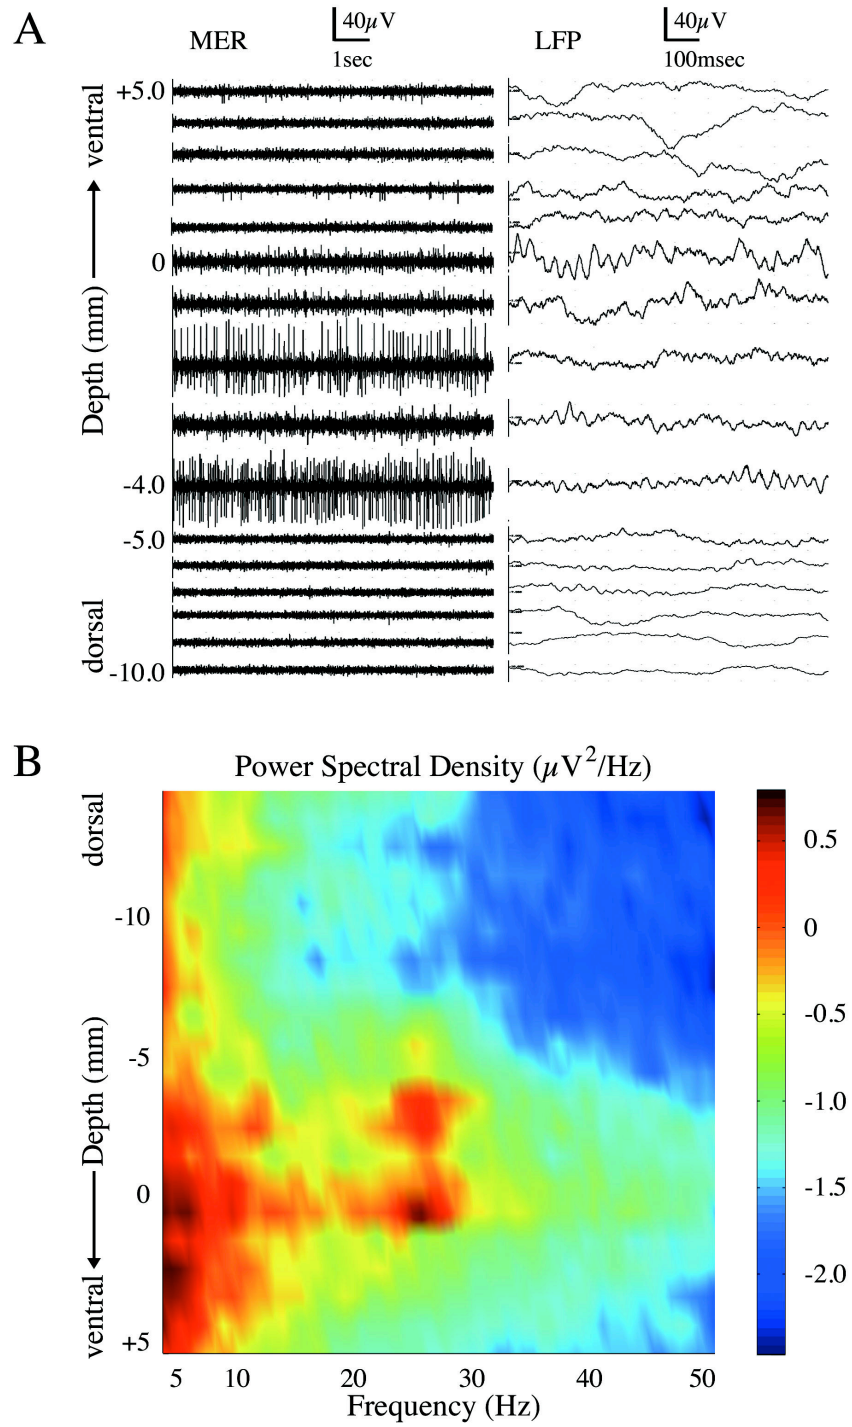 A
MER
40µV
1sec
LFP
40µV
100msec
ventral
Depth (mm)
dorsal
+5.0
0
-4.0
-5.0
-10.0
B
Power Spectral Density (µV²/Hz)
dorsal
Depth (mm)
ventral
-10
-5
0
+5
5 10 20 30 40 50
Frequency (Hz)
0.5
0
-0.5
-1.0
-1.5
-2.0